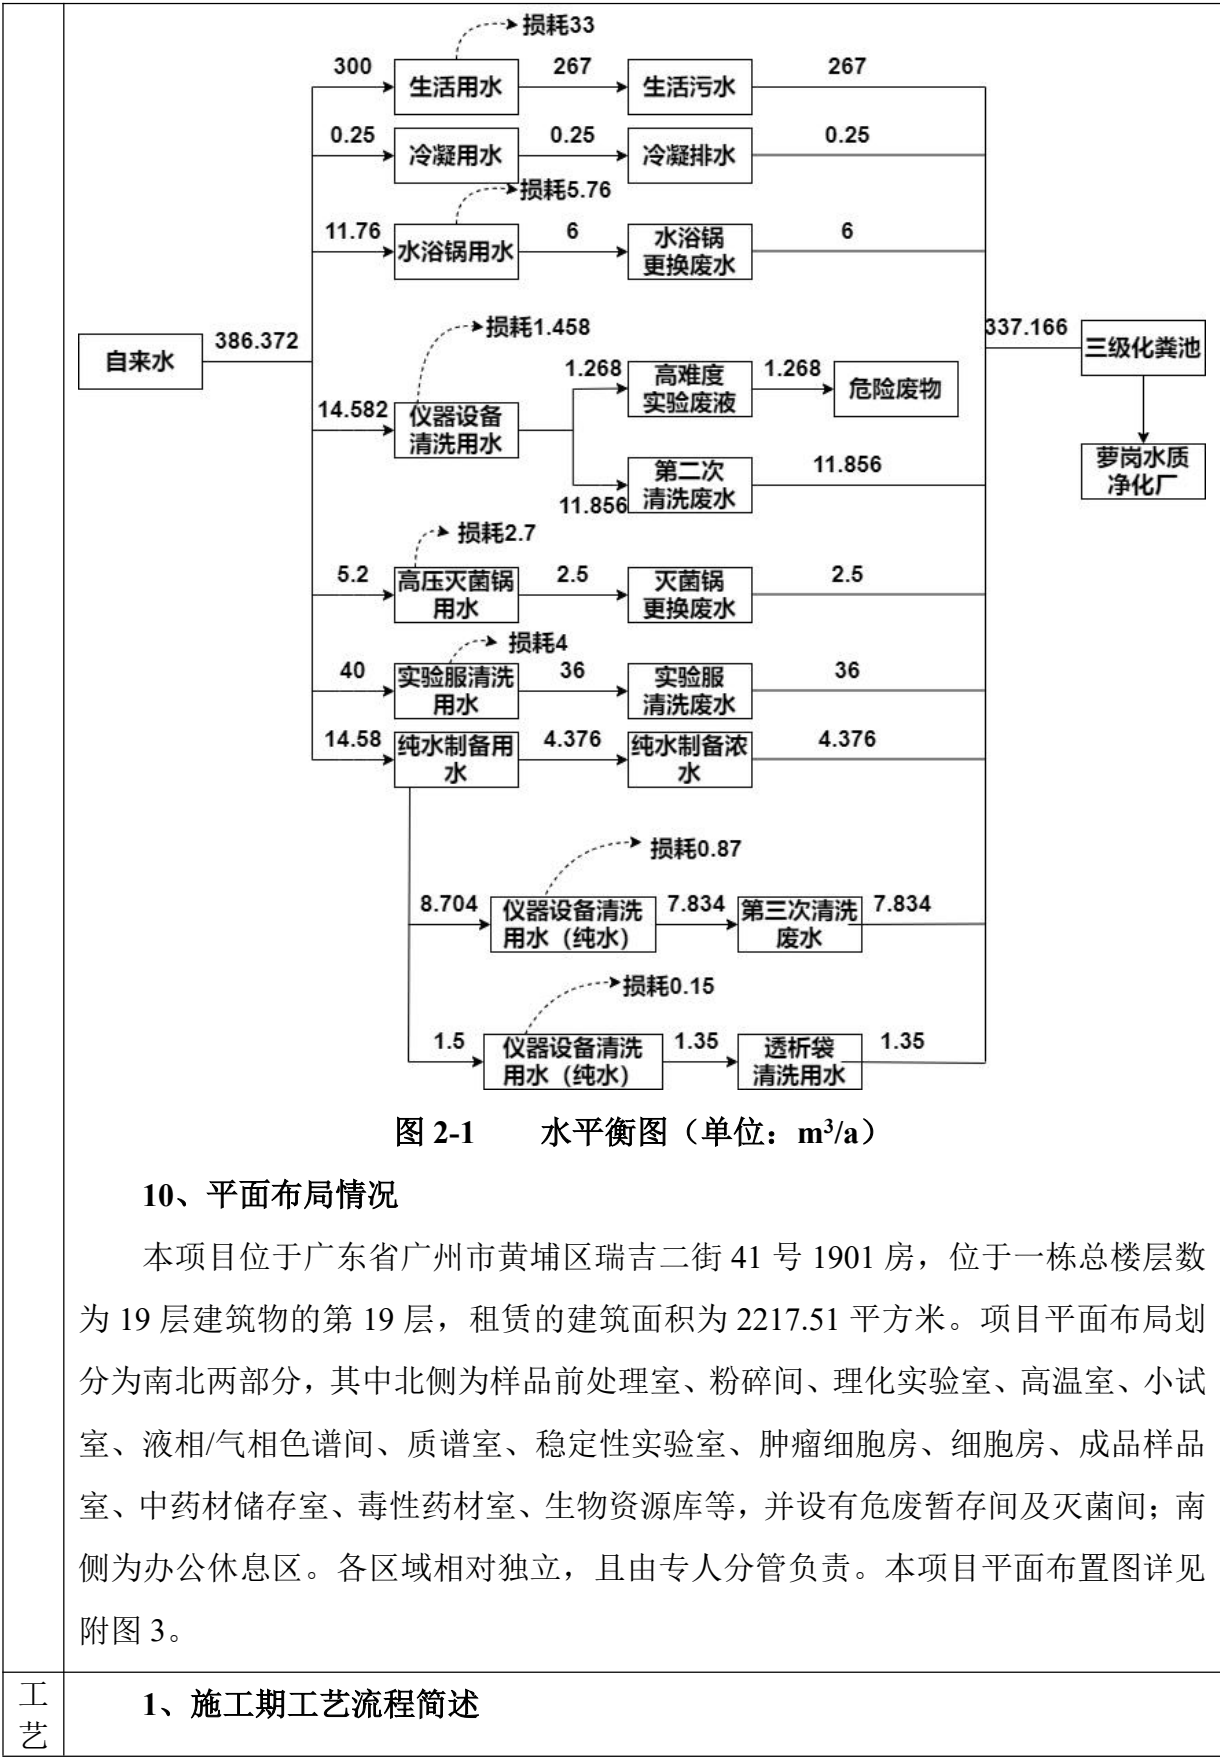 损耗33
300
生活用水
267
生活污水
267
0.25
冷凝用水
0.25
冷凝排水
0.25
损耗5.76
11.76
水浴锅用水
6
水浴锅
更换废水
6
自来水
386.372
损耗1.458
14.582
仪器设备
清洗用水
1.268
高难度
实验废液
1.268
危险废物
11.856
第二次
清洗废水
11.856
337.166
三级化粪池
萝岗水质
净化厂
损耗2.7
5.2
高压灭菌锅
用水
2.5
灭菌锅
更换废水
2.5
损耗4
40
实验服清洗
用水
36
实验服
清洗废水
36
14.58
纯水制备用
水
4.376
纯水制备浓
水
4.376
损耗0.87
8.704
仪器设备清洗
用水（纯水）
7.834
第三次清洗
废水
7.834
损耗0.15
1.5
仪器设备清洗
用水（纯水）
1.35
透析袋
清洗用水
1.35
图 2-1 水平衡图（单位：m³/a）
10、平面布局情况
本项目位于广东省广州市黄埔区瑞吉二街 41 号 1901 房，位于一栋总楼层数
为 19 层建筑物的第 19 层，租赁的建筑面积为 2217.51 平方米。项目平面布局划
分为南北两部分，其中北侧为样品前处理室、粉碎间、理化实验室、高温室、小试
室、液相/气相色谱间、质谱室、稳定性实验室、肿瘤细胞房、细胞房、成品样品
室、中药材储存室、毒性药材室、生物资源库等，并设有危废暂存间及灭菌间；南
侧为办公休息区。各区域相对独立，且由专人分管负责。本项目平面布置图详见
附图 3。
工
艺
1、施工期工艺流程简述